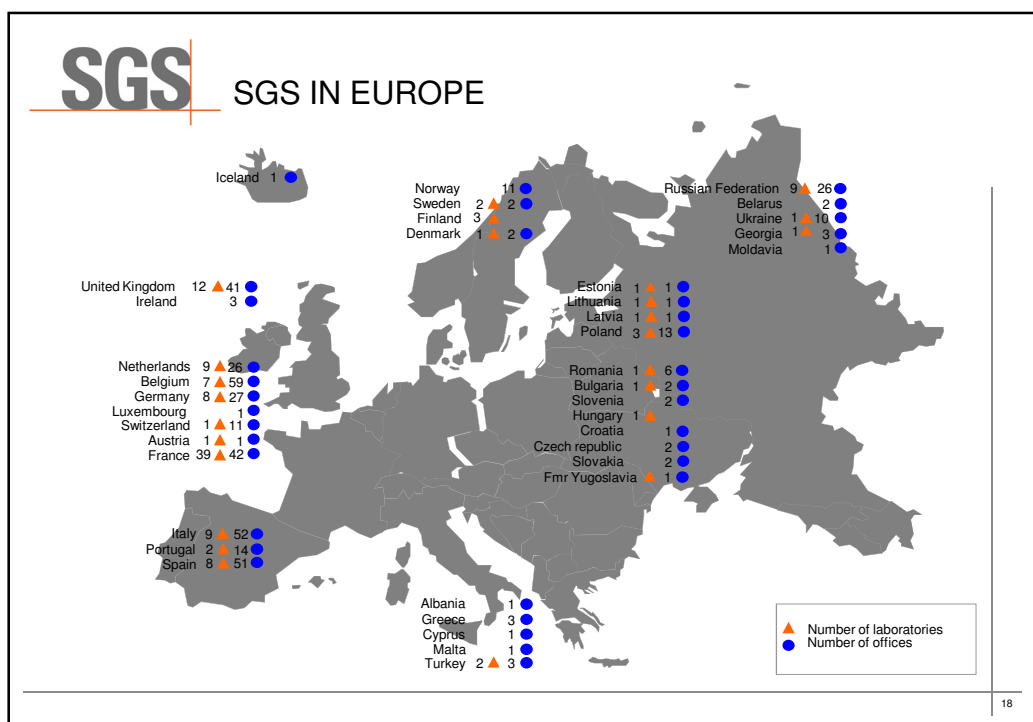 SGS
SGS IN EUROPE
Iceland 1
Norway 11
Sweden 2 2
Finland 3
Denmark 1 2
Russian Federation 9 26
Belarus 2
Ukraine 1 10
Georgia 1 3
Moldavia 1
United Kingdom 12 41
Ireland 3
Estonia 1 1
Lithuania 1 1
Latvia 1 1
Poland 3 13
Netherlands 9 26
Belgium 7 59
Germany 8 27
Luxembourg 1
Switzerland 1 11
Austria 1 1
France 39 42
Romania 1 6
Bulgaria 1 2
Slovenia 2
Hungary 1
Croatia 1
Czech republic 2
Slovakia 2
Fmr Yugoslavia 1
Italy 9 52
Portugal 2 14
Spain 8 51
Albania 1
Greece 3
Cyprus 1
Malta 1
Turkey 2 3
Number of laboratories
Number of offices
18